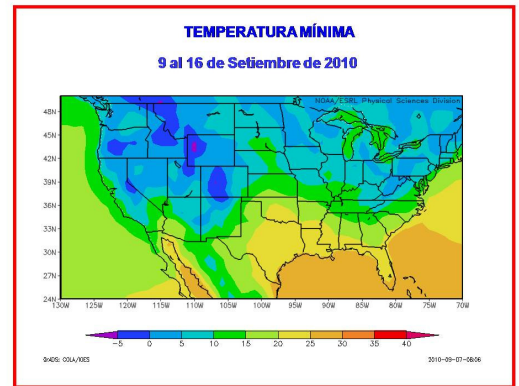 TEMPERATURA MÍNIMA
9 al 16 de Setiembre de 2010
NOAA/ESRL Physical Sciences Division
48N
45N
42N
39N
36N
33N
30N
27N
24N
130W 125W 120W 115W 110W 105W 100W 95W 90W 85W 80W 75W 70W
-5 0 5 10 15 20 25 30 35 40
GrADS: COLA/IGES 2010-09-07-08:06